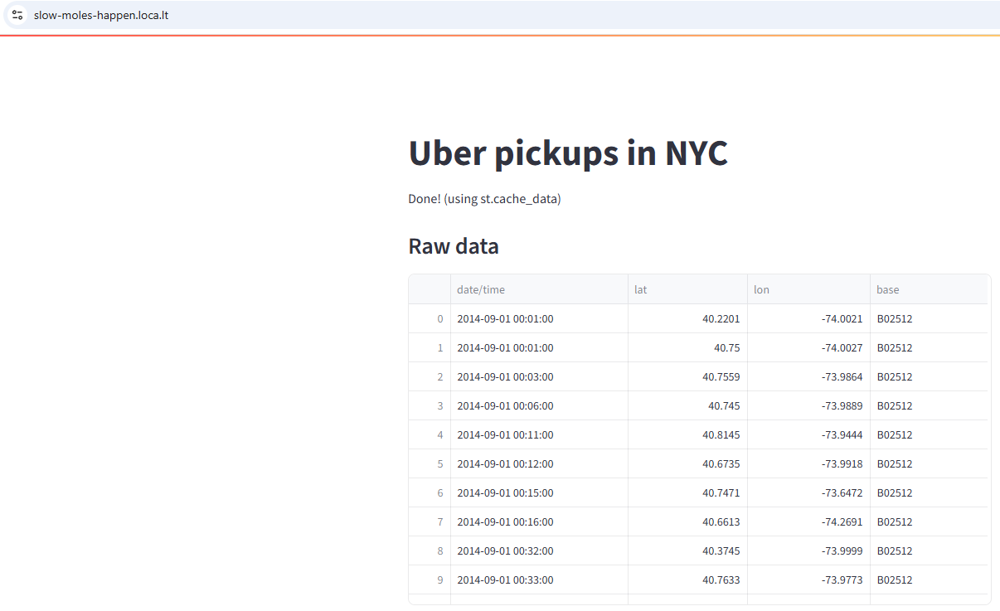 slow-moles-happen.loca.lt
Uber pickups in NYC
Done! (using st.cache_data)
Raw data
date/time lat lon base
0 2014-09-01 00:01:00 40.2201 -74.0021 B02512
1 2014-09-01 00:01:00 40.75 -74.0027 B02512
2 2014-09-01 00:03:00 40.7559 -73.9864 B02512
3 2014-09-01 00:06:00 40.745 -73.9889 B02512
4 2014-09-01 00:11:00 40.8145 -73.9444 B02512
5 2014-09-01 00:12:00 40.6735 -73.9918 B02512
6 2014-09-01 00:15:00 40.7471 -73.6472 B02512
7 2014-09-01 00:16:00 40.6613 -74.2691 B02512
8 2014-09-01 00:32:00 40.3745 -73.9999 B02512
9 2014-09-01 00:33:00 40.7633 -73.9773 B02512